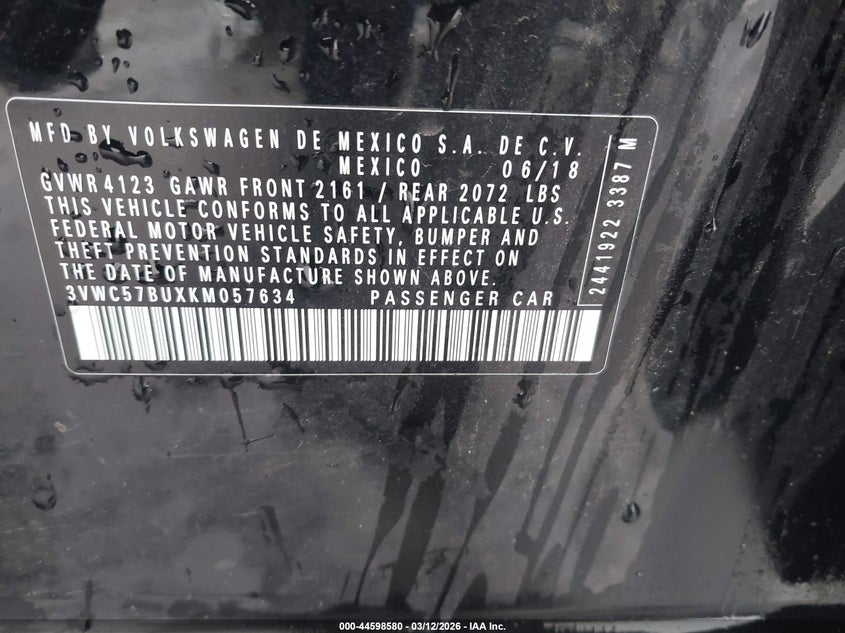 MFD BY VOLKSWAGEN DE MEXICO S.A. DE C.V.
MEXICO 06/18
GVWR 4123 GAWR FRONT 2161 / REAR 2072 LBS
THIS VEHICLE CONFORMS TO ALL APPLICABLE U.S.
FEDERAL MOTOR VEHICLE SAFETY, BUMPER AND
THEFT PREVENTION STANDARDS IN EFFECT ON
THE DATE OF MANUFACTURE SHOWN ABOVE.
3VWC57BUXKM057634 PASSENGER CAR
2441922 3387 M
000-44598580 - 03/12/2026 - IAA Inc.